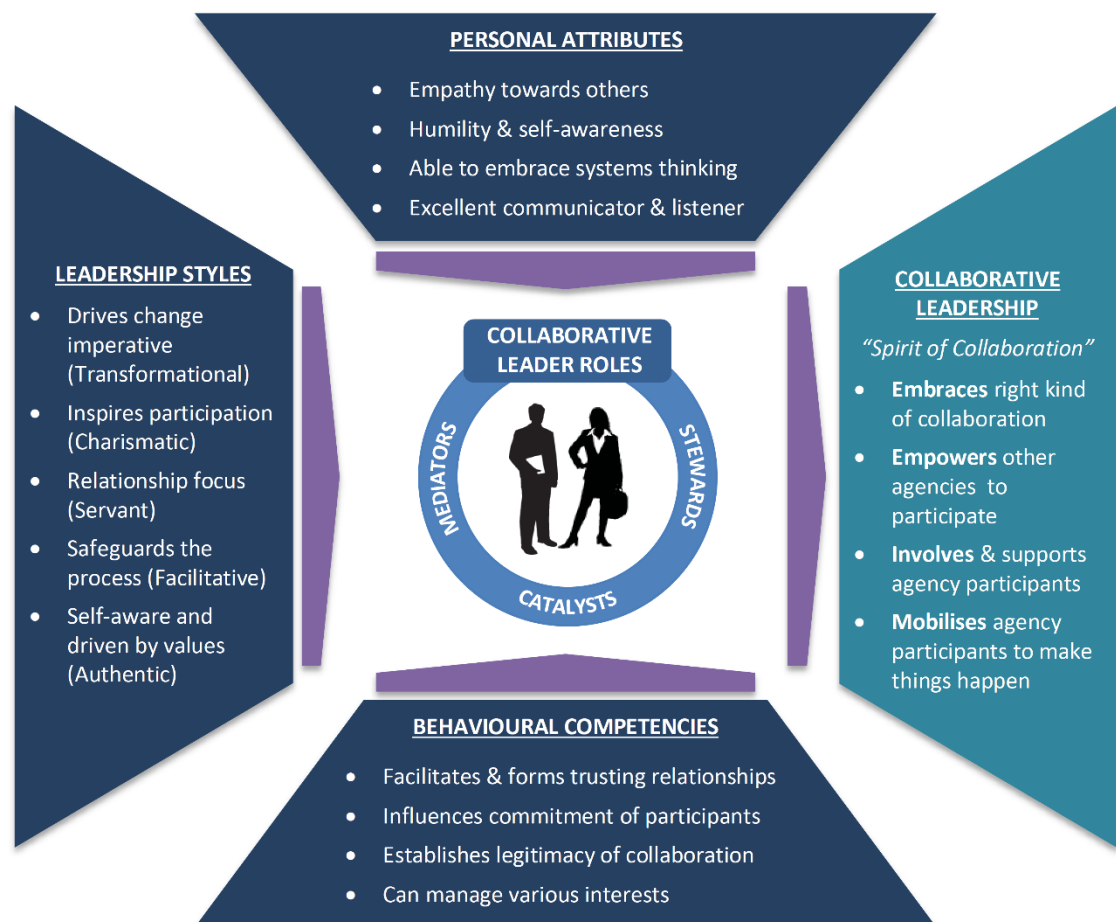 PERSONAL ATTRIBUTES
• Empathy towards others
• Humility & self-awareness
• Able to embrace systems thinking
• Excellent communicator & listener
LEADERSHIP STYLES
• Drives change
imperative
(Transformational)
• Inspires participation
(Charismatic)
• Relationship focus
(Servant)
• Safeguards the
process (Facilitative)
• Self-aware and
driven by values
(Authentic)
COLLABORATIVE
LEADER ROLES
MEDIATORS
STEWARDS
CATALYSTS
COLLABORATIVE
LEADERSHIP
“Spirit of Collaboration”
• Embraces right kind
of collaboration
• Empowers other
agencies to
participate
• Involves & supports
agency participants
• Mobilises agency
participants to make
things happen
BEHAVIOURAL COMPETENCIES
• Facilitates & forms trusting relationships
• Influences commitment of participants
• Establishes legitimacy of collaboration
• Can manage various interests